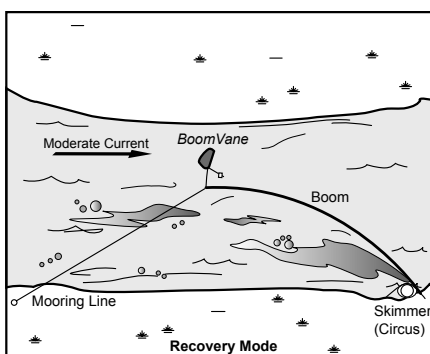 BoomVane
Moderate Current
Boom
Mooring Line
Skimmer
(Circus)
Recovery Mode